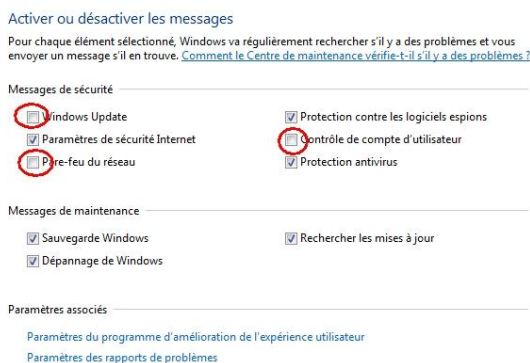 Activer ou désactiver les messages
Pour chaque élément sélectionné, Windows va régulièrement rechercher s'il y a des problèmes et vous
envoyer un message s'il en trouve. Comment le Centre de maintenance vérifie-t-il s'il y a des problèmes ?
Messages de sécurité
Windows Update
Protection contre les logiciels espions
Paramètres de sécurité Internet
Contrôle de compte d'utilisateur
Pare-feu du réseau
Protection antivirus
Messages de maintenance
Sauvegarde Windows
Rechercher les mises à jour
Dépannage de Windows
Paramètres associés
Paramètres du programme d'amélioration de l'expérience utilisateur
Paramètres des rapports de problèmes